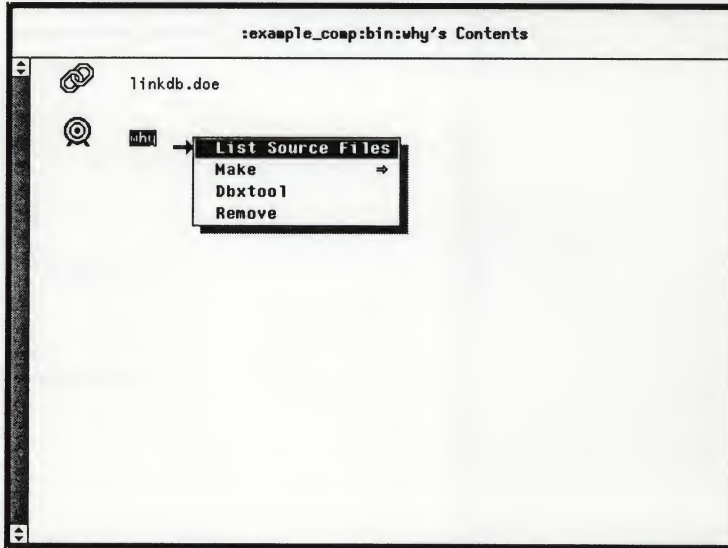 :example_comp:bin:why's Contents
linkdb.doe
why
List Source Files
Make ⇒
Dbxtool
Remove